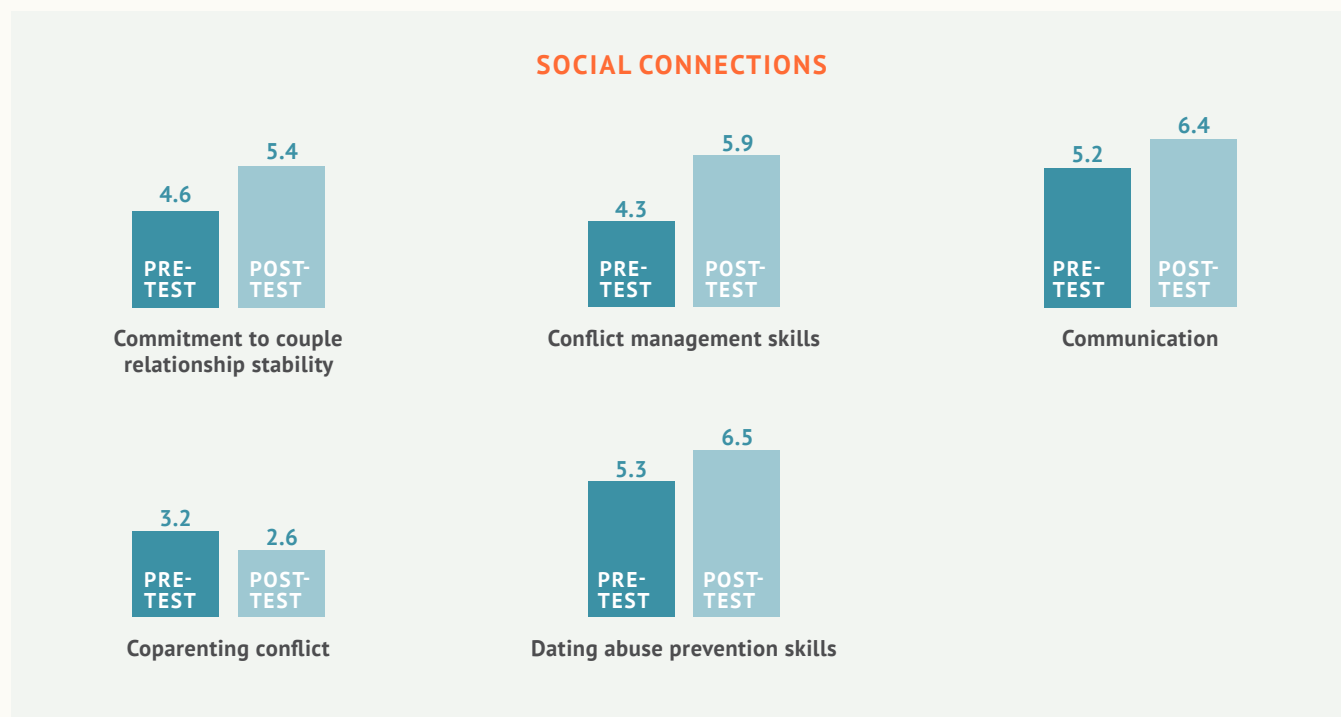 SOCIAL CONNECTIONS
4.6
5.4
PRE-
TEST
POST-
TEST
Commitment to couple
relationship stability
4.3
5.9
PRE-
TEST
POST-
TEST
Conflict management skills
5.2
6.4
PRE-
TEST
POST-
TEST
Communication
3.2
2.6
PRE-
TEST
POST-
TEST
Coparenting conflict
5.3
6.5
PRE-
TEST
POST-
TEST
Dating abuse prevention skills